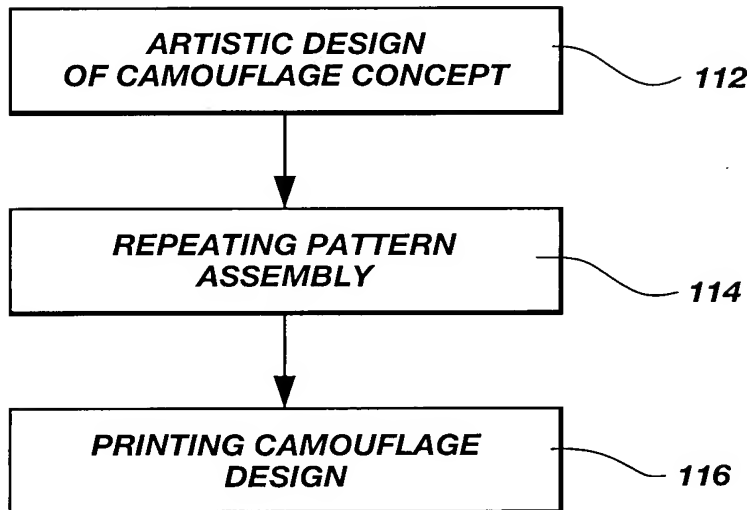 ARTISTIC DESIGN
OF CAMOUFLAGE CONCEPT
112
REPEATING PATTERN
ASSEMBLY
114
PRINTING CAMOUFLAGE
DESIGN
116